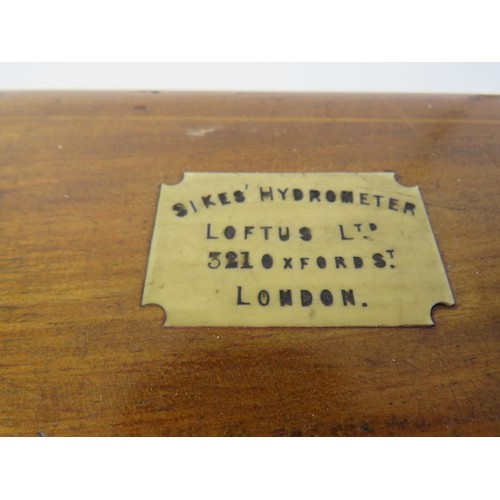 SIKES' HYDROMETER
LOFTUS LTD
321 OXFORD ST.
LONDON.